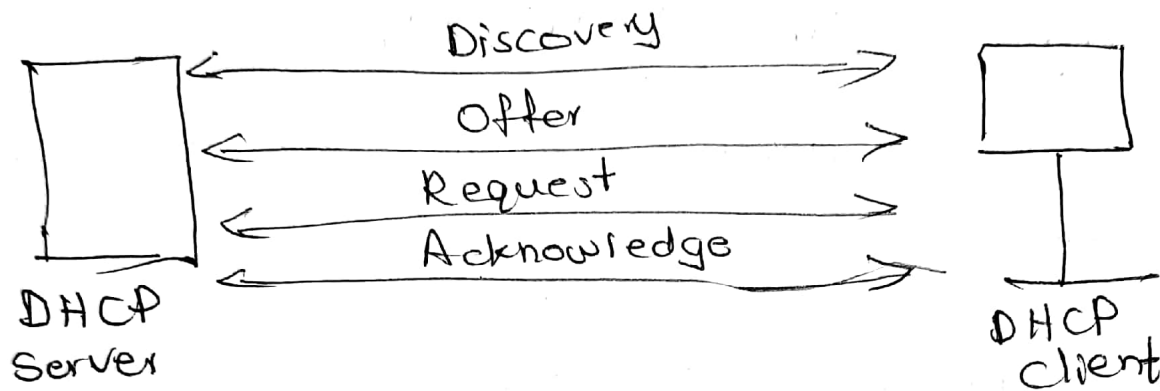 Discovery
Offer
Request
Acknowledge
DHCP
Server
DHCP
Client